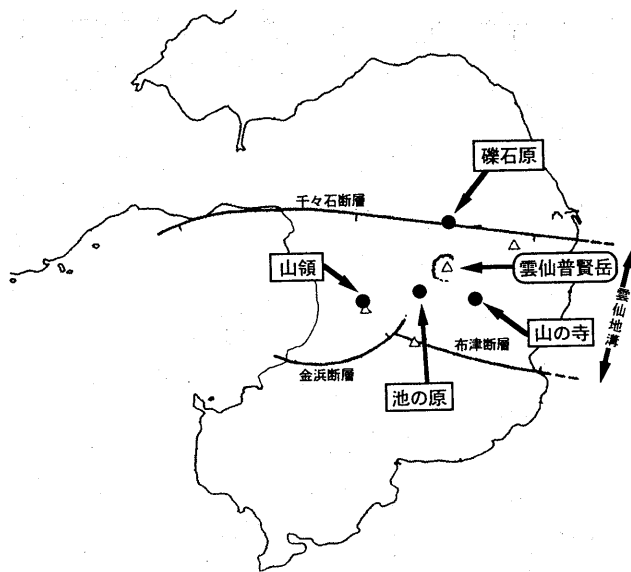 礫石原
千々石断層
雲仙普賢岳
山領
雲仙地溝
山の寺
布津断層
金浜断層
池の原